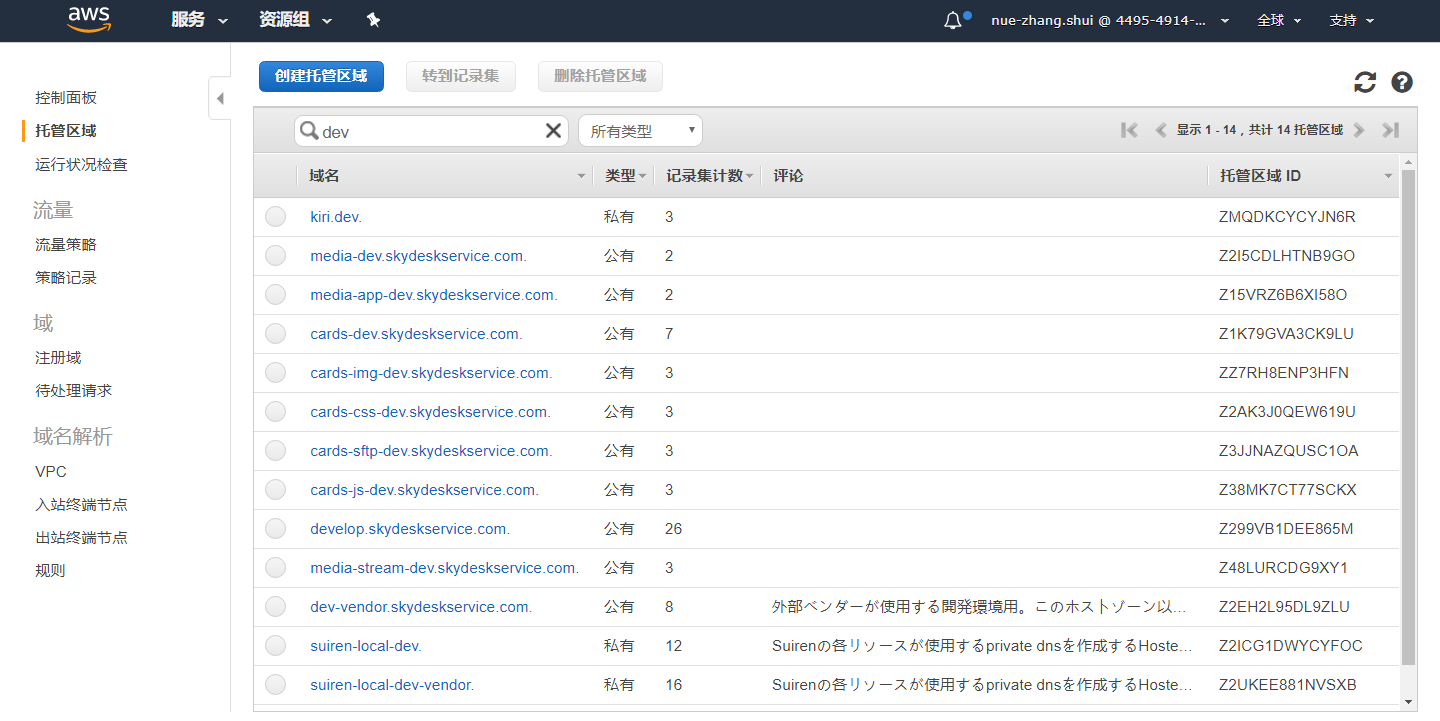 aws 服务 资源组 nue-zhang.shui @ 4495-4914-... 全球 支持
创建托管区域 转到记录集 删除托管区域
控制面板
托管区域
运行状况检查
流量
流量策略
策略记录
域
注册域
待处理请求
域名解析
VPC
入站终端节点
出站终端节点
规则
dev 所有类型 显示 1 - 14，共计 14 托管区域
域名 类型 记录集计数 评论 托管区域 ID
kiri.dev. 私有 3 ZMQDKCYCYJN6R
media-dev.skydeskservice.com. 公有 2 Z2I5CDLHTNB9GO
media-app-dev.skydeskservice.com. 公有 2 Z15VRZ6B6XI58O
cards-dev.skydeskservice.com. 公有 7 Z1K79GVA3CK9LU
cards-img-dev.skydeskservice.com. 公有 3 ZZ7RH8ENP3HFN
cards-css-dev.skydeskservice.com. 公有 3 Z2AK3J0QEW619U
cards-sftp-dev.skydeskservice.com. 公有 3 Z3JJNAZQUSC1OA
cards-js-dev.skydeskservice.com. 公有 3 Z38MK7CT77SCKX
develop.skydeskservice.com. 公有 26 Z299VB1DEE865M
media-stream-dev.skydeskservice.com. 公有 3 Z48LURCDG9XY1
dev-vendor.skydeskservice.com. 公有 8 外部ベンダーが使用する開発環境用。このホストゾーン以... Z2EH2L95DL9ZLU
suiren-local-dev. 私有 12 Suirenの各リソースが使用するprivate dnsを作成するHoste... Z2ICG1DWYCYFOC
suiren-local-dev-vendor. 私有 16 Suirenの各リソースが使用するprivate dnsを作成するHoste... Z2UKEE881NVSXB